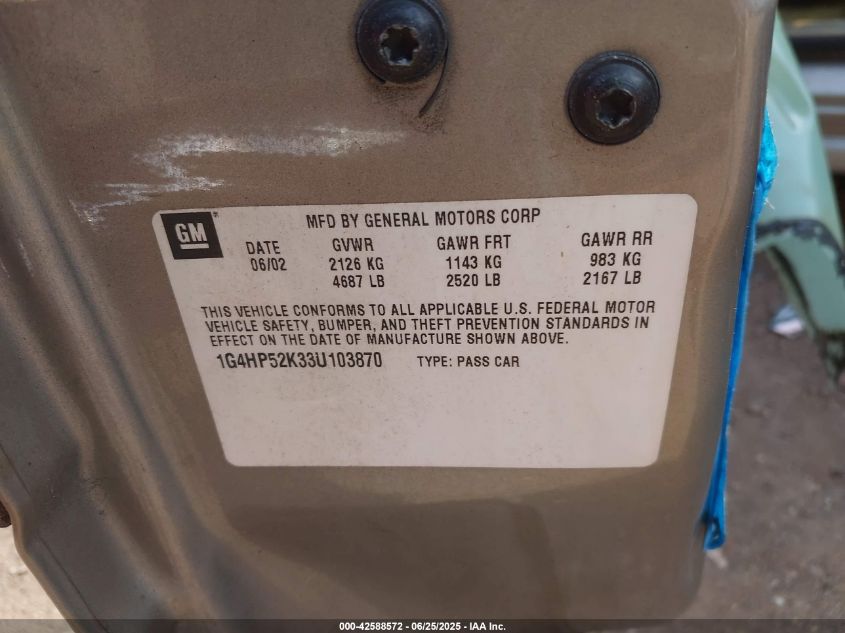 GM®
MFD BY GENERAL MOTORS CORP
DATE GVWR GAWR FRT GAWR RR
06/02 2126 KG 1143 KG 983 KG
4687 LB 2520 LB 2167 LB
THIS VEHICLE CONFORMS TO ALL APPLICABLE U.S. FEDERAL MOTOR
VEHICLE SAFETY, BUMPER, AND THEFT PREVENTION STANDARDS IN
EFFECT ON THE DATE OF MANUFACTURE SHOWN ABOVE.
1G4HP52K33U103870 TYPE: PASS CAR
000-42588572 - 06/25/2025 - IAA Inc.